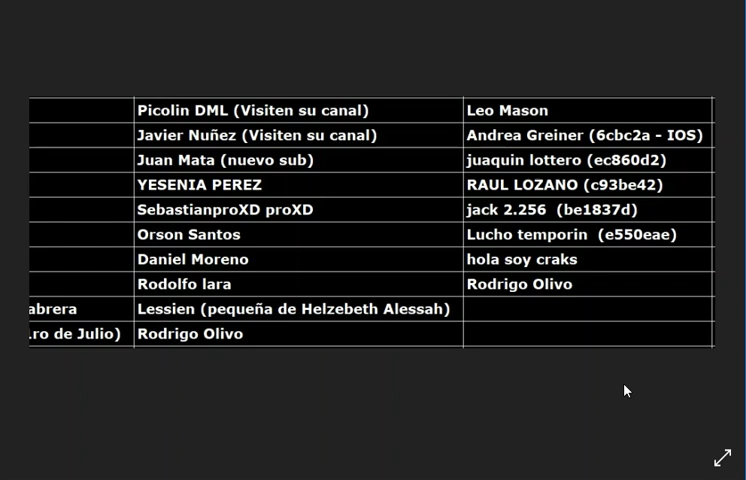 Picolin DML (Visiten su canal) Leo Mason
Javier Nuñez (Visiten su canal) Andrea Greiner (6cbc2a - IOS)
Juan Mata (nuevo sub) juaquin lottero (ec860d2)
YESENIA PEREZ RAUL LOZANO (c93be42)
SebastianproXD proXD jack 2.256 (be1837d)
Orson Santos Lucho temporin (e550eae)
Daniel Moreno hola soy craks
Rodolfo lara Rodrigo Olivo
abrera Lessien (pequeña de Helzebeth Alessah)
.ro de Julio) Rodrigo Olivo